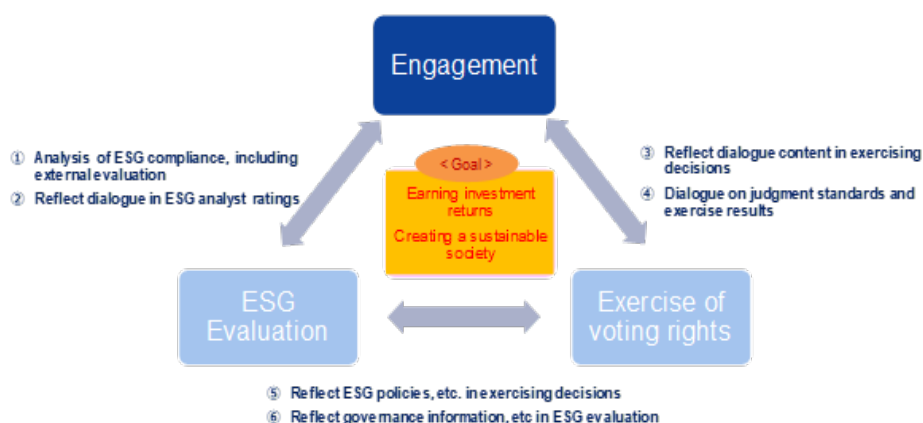 Engagement
① Analysis of ESG compliance, including
external evaluation
② Reflect dialogue in ESG analyst ratings
< Goal >
Earning investment
returns
Creating a sustainable
society
③ Reflect dialogue content in exercising
decisions
④ Dialogue on judgment standards and
exercise results
ESG
Evaluation
Exercise of
voting rights
⑤ Reflect ESG policies, etc. in exercising decisions
⑥ Reflect governance information, etc in ESG evaluation